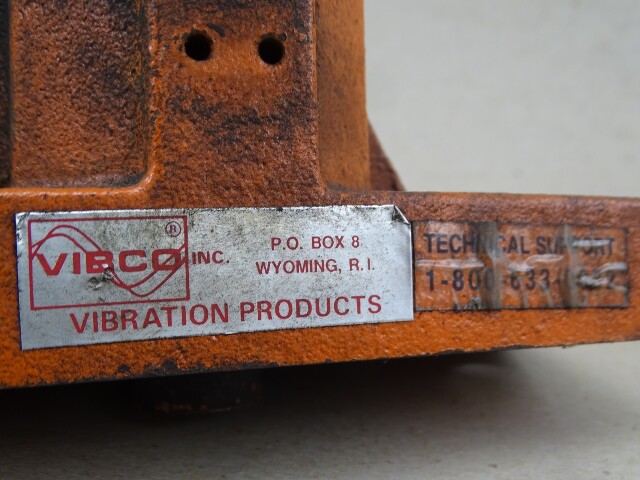 VIBCO® INC.
P.O. BOX 8
WYOMING, R.I.
VIBRATION PRODUCTS
TECHNICAL SUPPORT